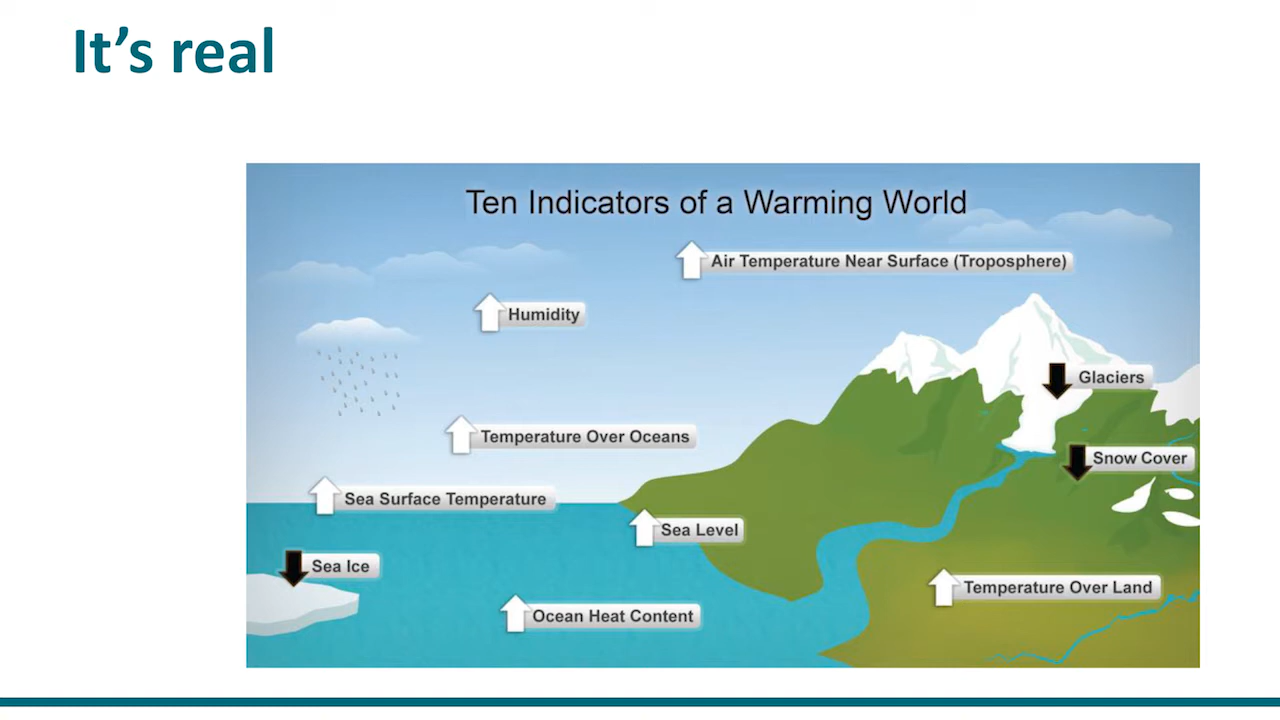 It’s real
Ten Indicators of a Warming World
Air Temperature Near Surface (Troposphere)
Humidity
Glaciers
Temperature Over Oceans
Snow Cover
Sea Surface Temperature
Sea Level
Sea Ice
Temperature Over Land
Ocean Heat Content